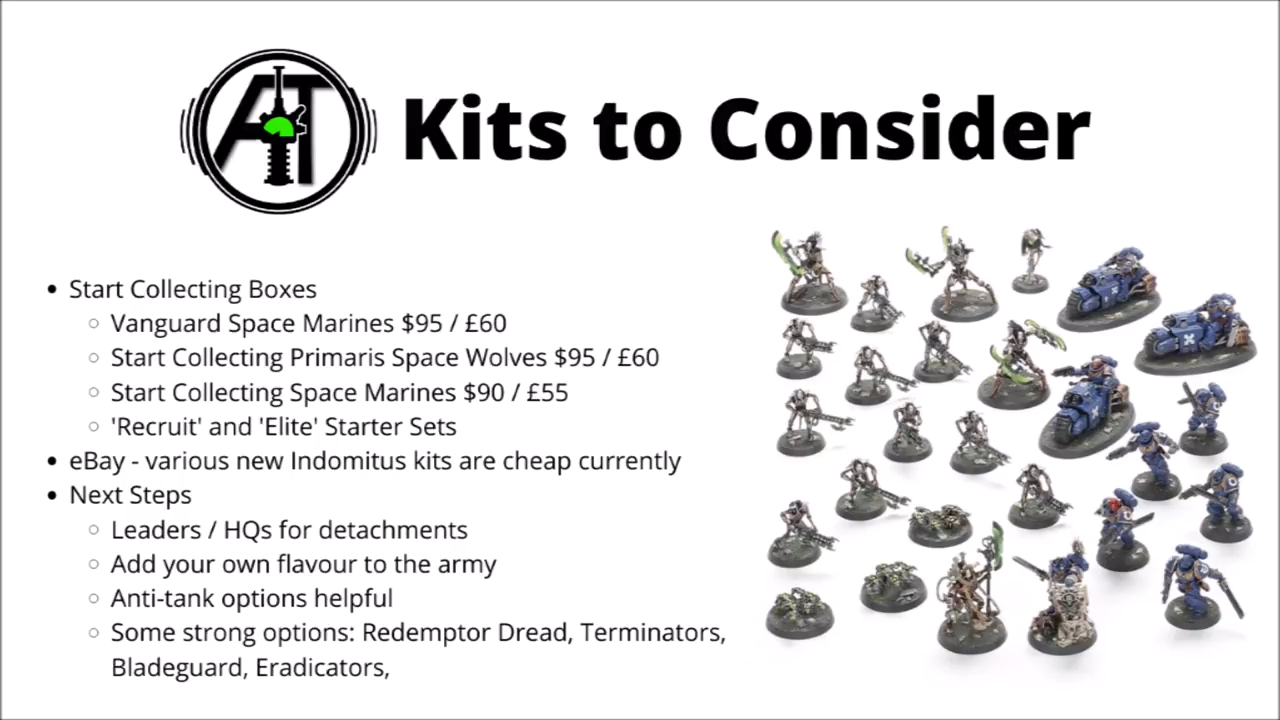 AT Kits to Consider
Start Collecting Boxes
Vanguard Space Marines $95 / £60
Start Collecting Primaris Space Wolves $95 / £60
Start Collecting Space Marines $90 / £55
'Recruit' and 'Elite' Starter Sets
eBay - various new Indomitus kits are cheap currently
Next Steps
Leaders / HQs for detachments
Add your own flavour to the army
Anti-tank options helpful
Some strong options: Redemptor Dread, Terminators,
Bladeguard, Eradicators,